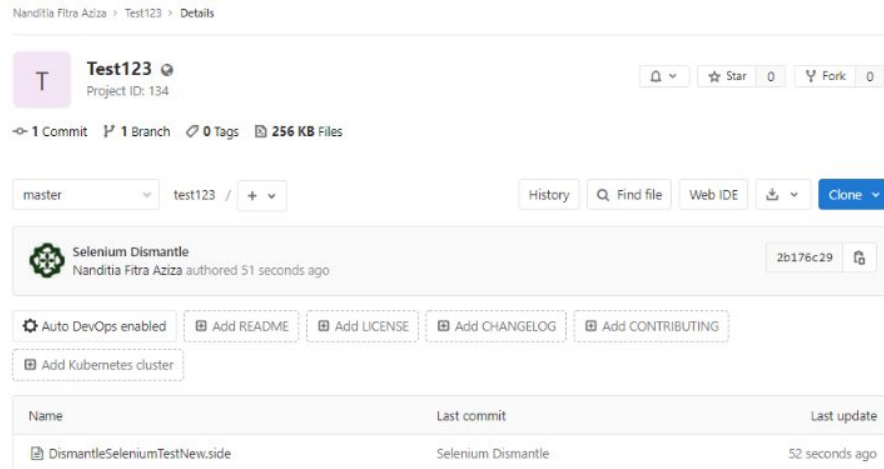 Nanditia Fitra Aziza > Test123 > Details
T
Test123
Project ID: 134
Star 0
Fork 0
1 Commit 1 Branch 0 Tags 256 KB Files
master
test123 / +
History
Find file
Web IDE
Clone
Selenium Dismantle
Nanditia Fitra Aziza authored 51 seconds ago
2b176c29
Auto DevOps enabled
Add README
Add LICENSE
Add CHANGELOG
Add CONTRIBUTING
Add Kubernetes cluster
Name Last commit Last update
DismantleSeleniumTestNew.side Selenium Dismantle 52 seconds ago